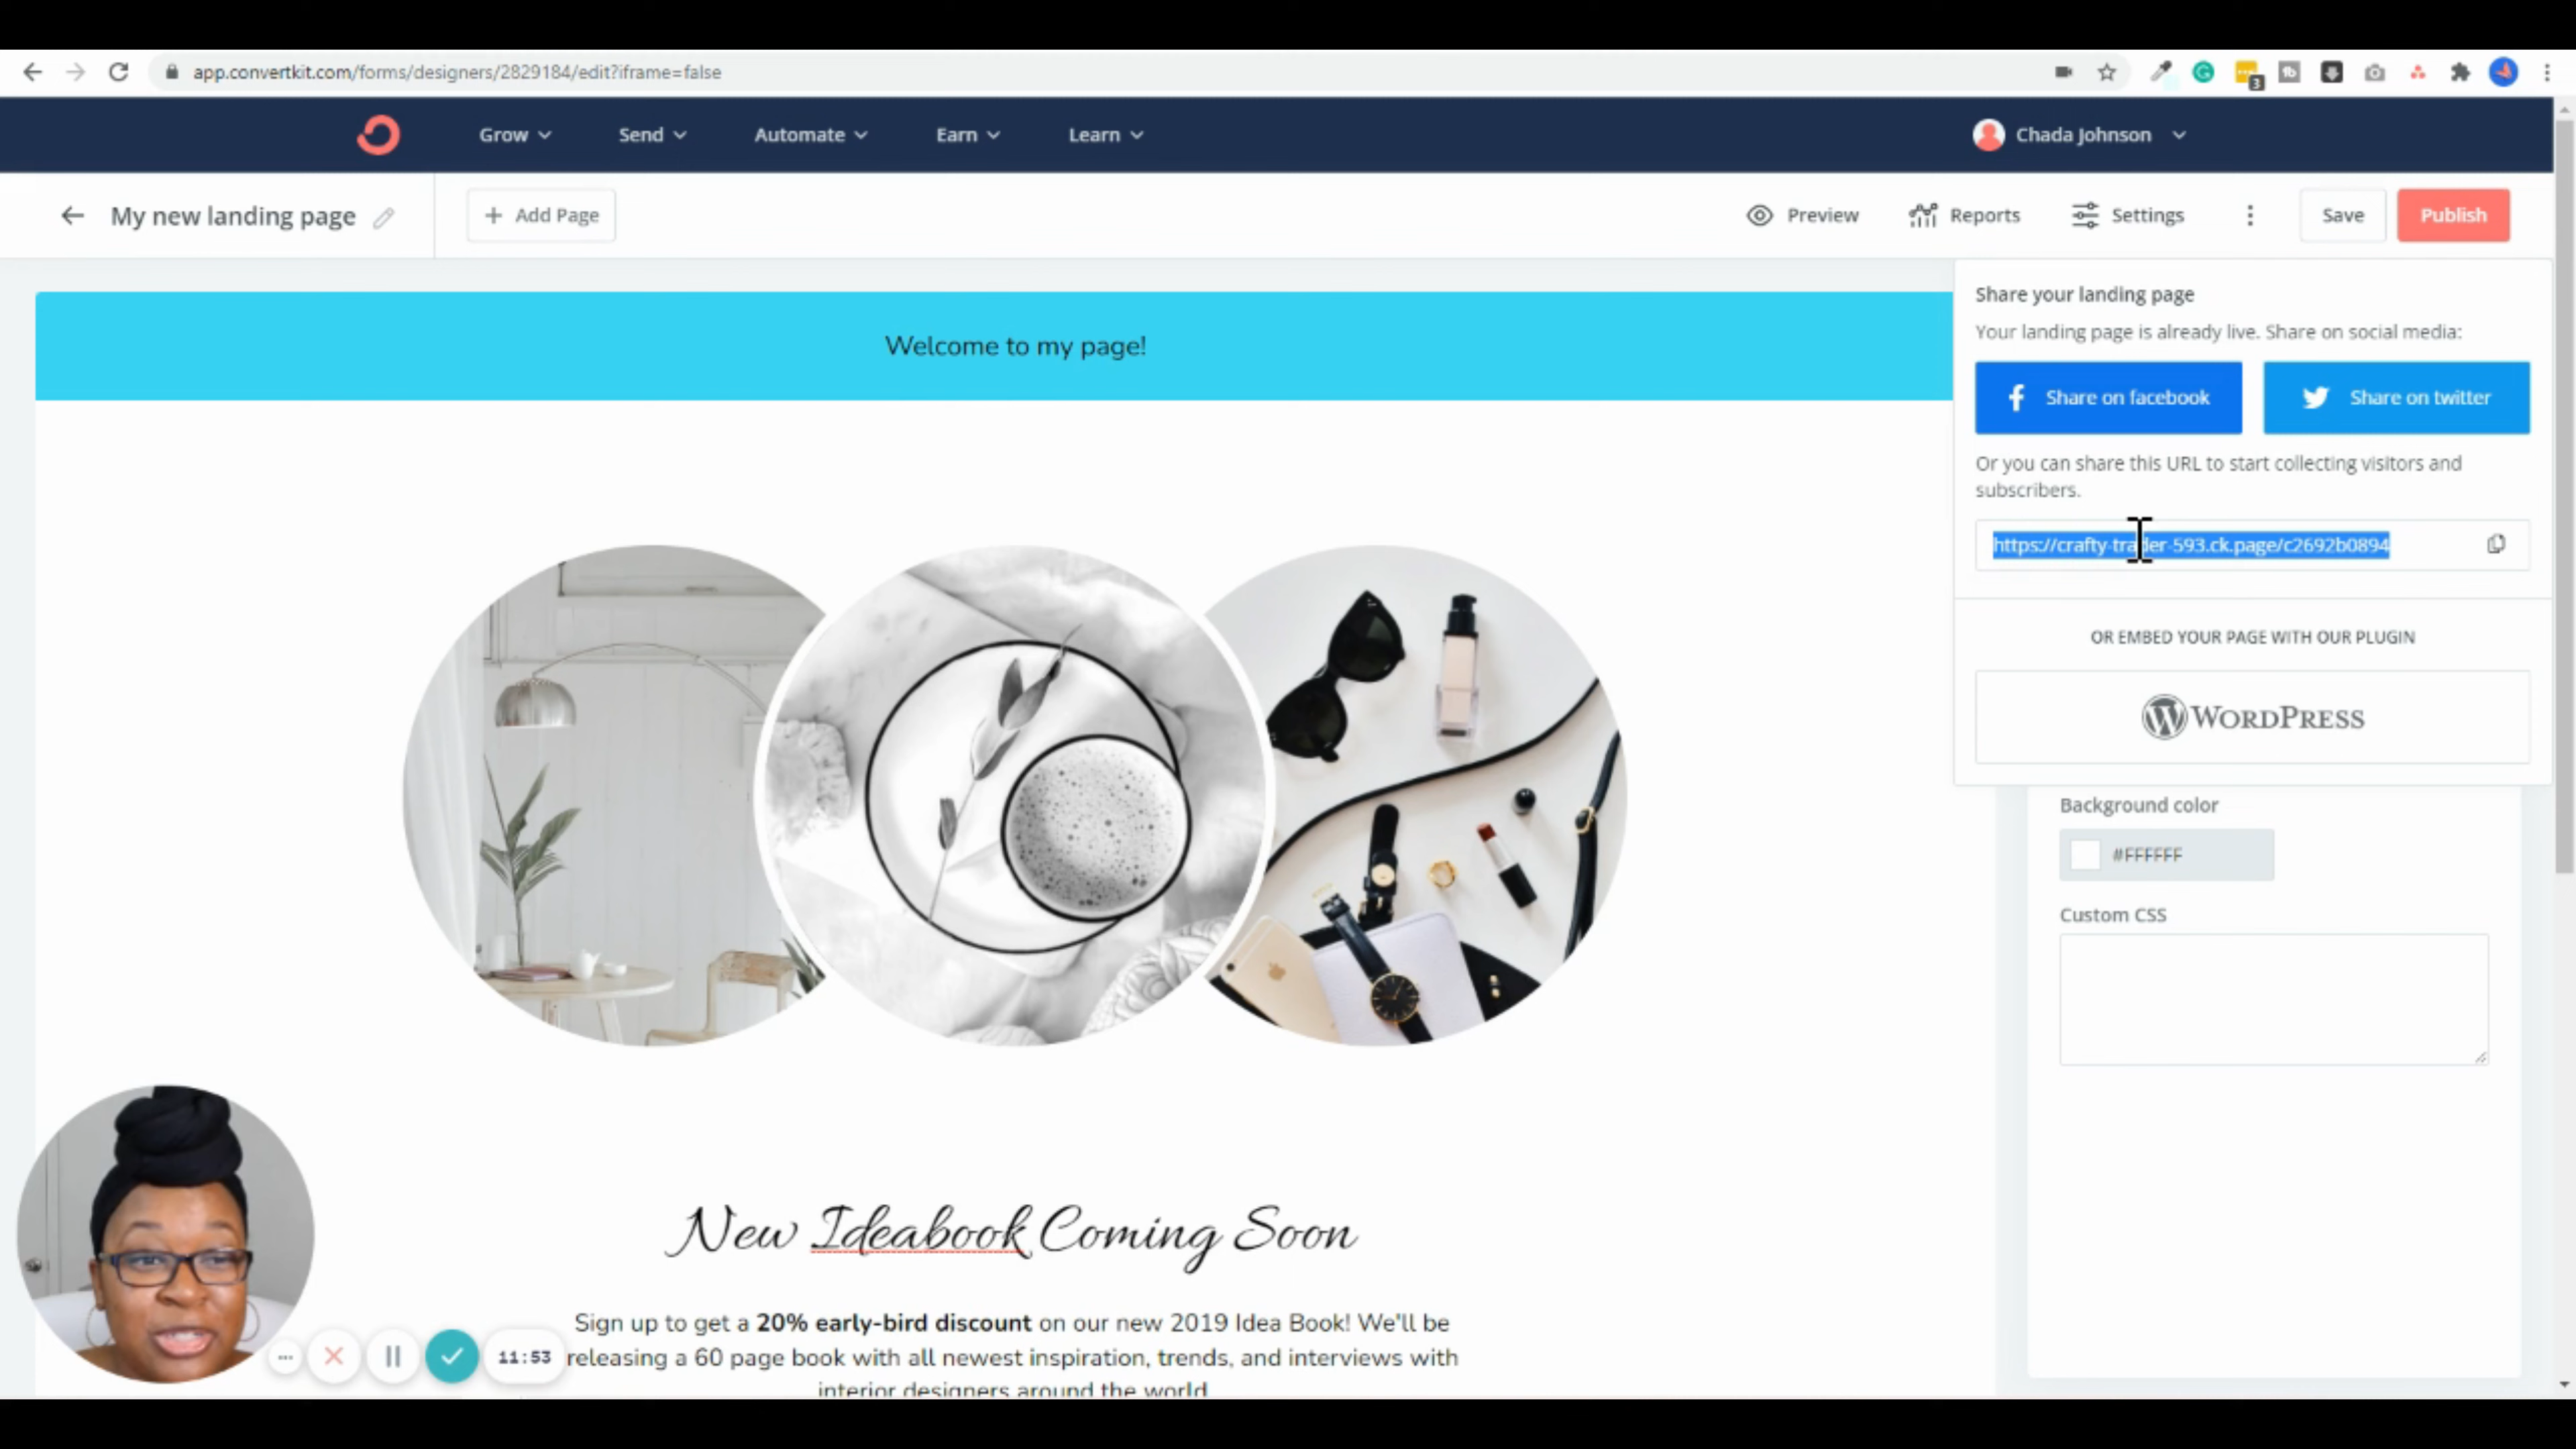 app.convertkit.com/forms/designers/2829184/edit?iframe=false
3
Grow
Send
Automate
Earn
Learn
Chada Johnson
My new landing page
+ Add Page
Preview
Reports
Settings
Save
Publish
Welcome to my page!
Share your landing page
Your landing page is already live. Share on social media:
Share on facebook
Share on twitter
Or you can share this URL to start collecting visitors and
subscribers.
https://crafty-trader-593.ck.page/c2692b0894
OR EMBED YOUR PAGE WITH OUR PLUGIN
WORDPRESS
Background color
#FFFFFF
Custom CSS
New Ideabook Coming Soon
Sign up to get a 20% early-bird discount on our new 2019 Idea Book! We'll be
releasing a 60 page book with all newest inspiration, trends, and interviews with
interior designers around the world
11:53